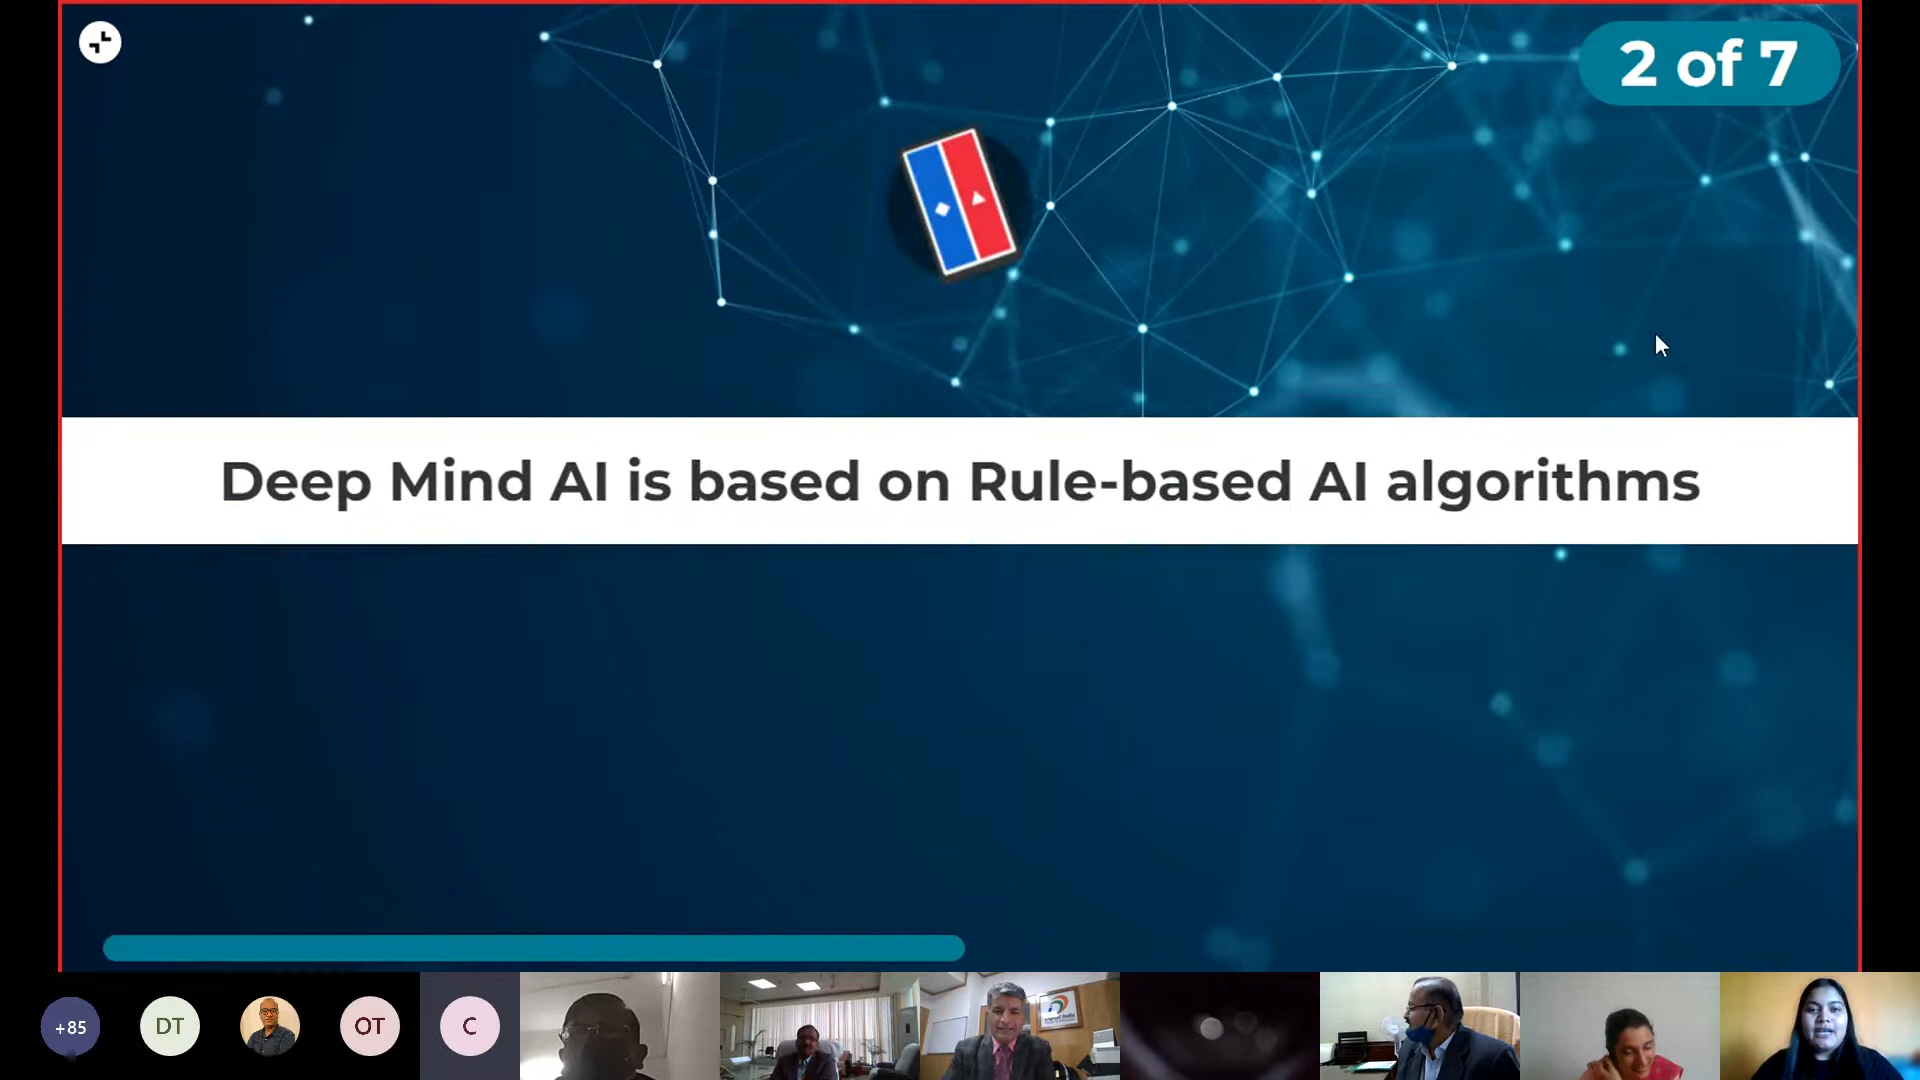 2 of 7
Deep Mind AI is based on Rule-based AI algorithms
+85
DT
OT
C